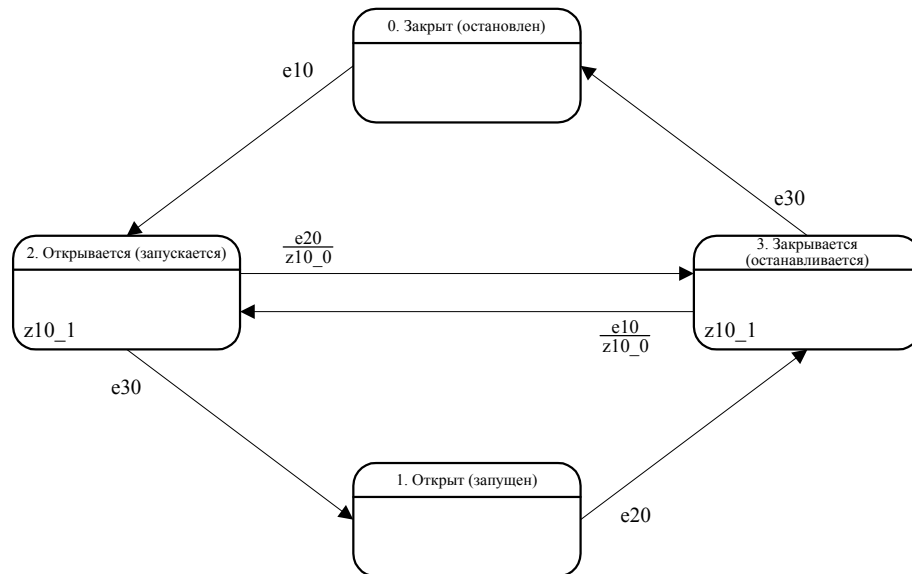 0. Закрыт (остановлен)
e10
e30
2. Открывается (запускается)
e20
z10_0
3. Закрывается
(останавливается)
z10_1
e10
z10_0
z10_1
e30
1. Открыт (запущен)
e20